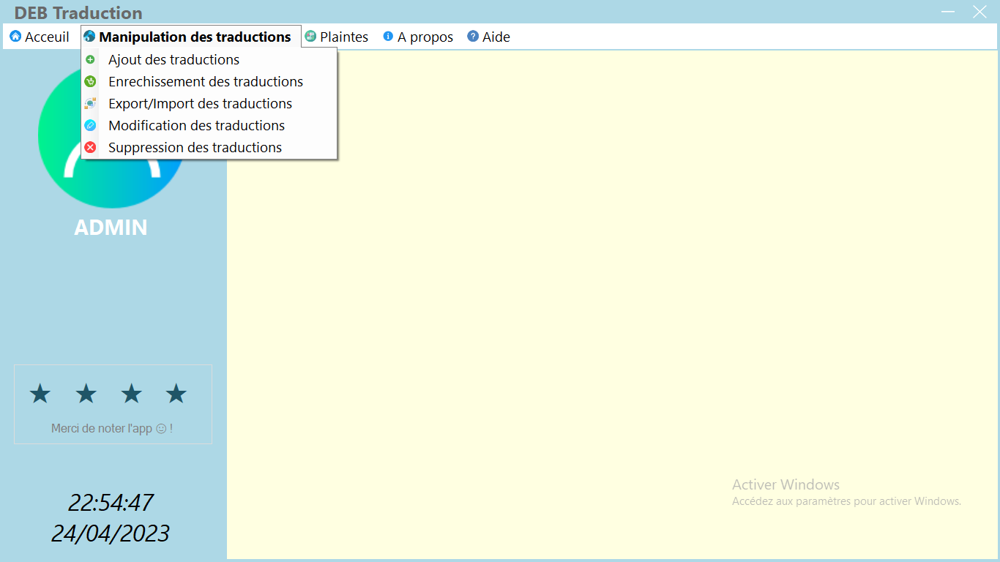 DEB Traduction
Acceuil Manipulation des traductions Plaintes A propos Aide
Ajout des traductions
Enrechissement des traductions
Export/Import des traductions
Modification des traductions
Suppression des traductions
ADMIN
★ ★ ★ ★
Merci de noter l'app ☺ !
Activer Windows
Accédez aux paramètres pour activer Windows.
22:54:47
24/04/2023